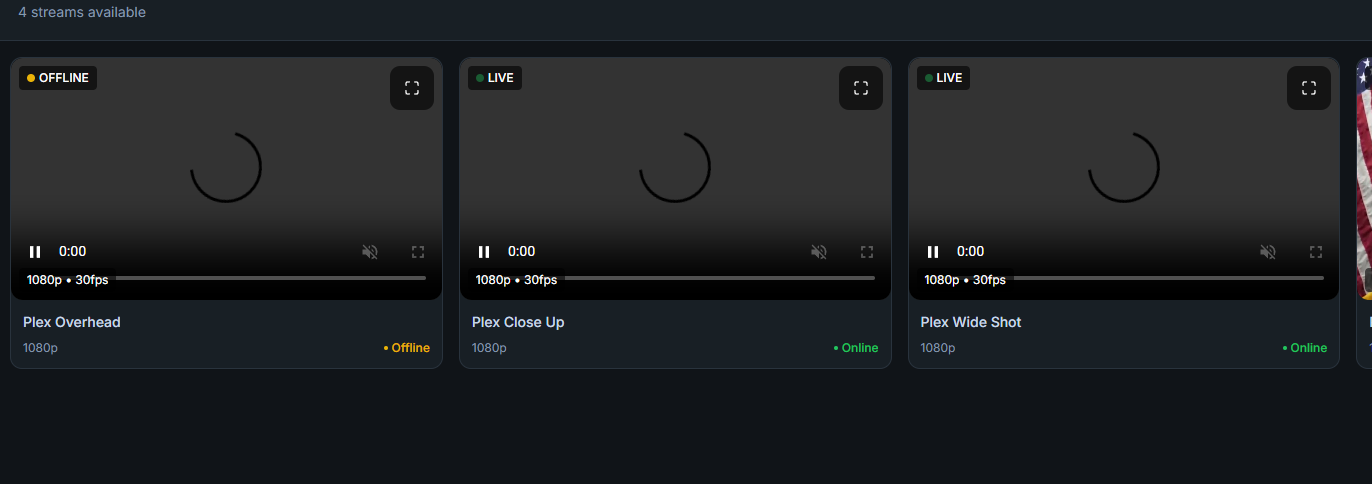 4 streams available
OFFLINE
0:00
1080p • 30fps
Plex Overhead
1080p
• Offline
LIVE
0:00
1080p • 30fps
Plex Close Up
1080p
• Online
LIVE
0:00
1080p • 30fps
Plex Wide Shot
1080p
• Online